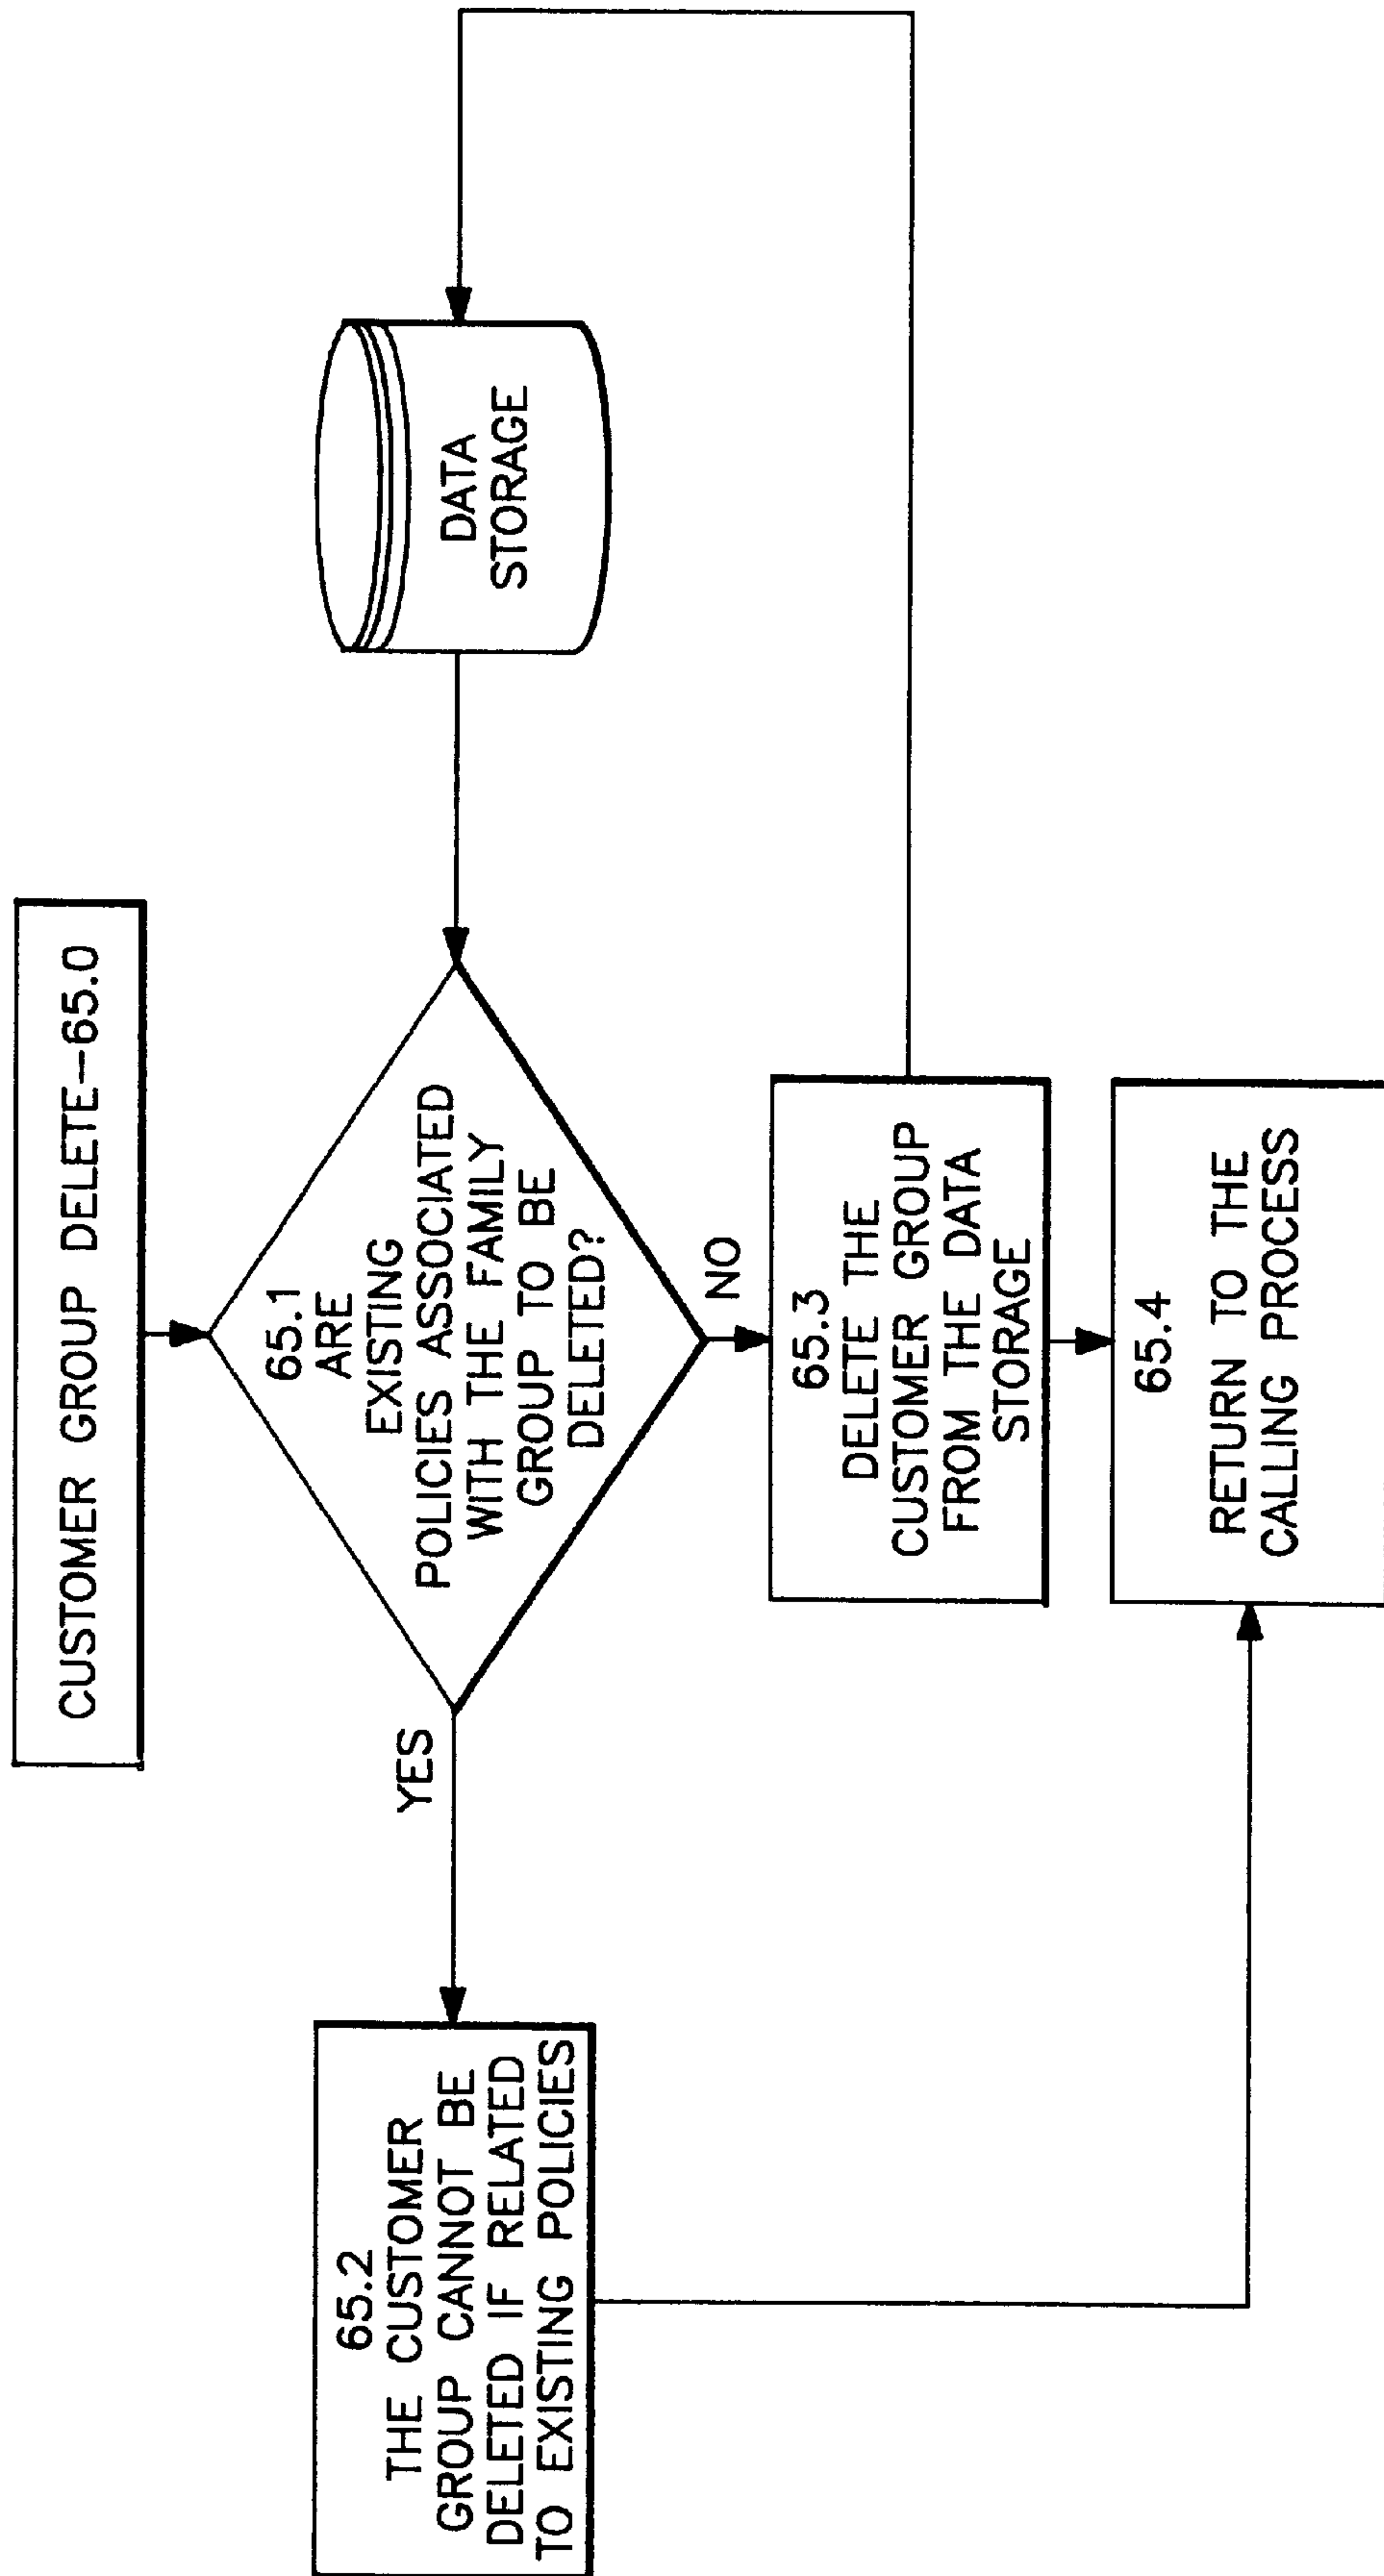 CUSTOMER GROUP DELETE-65.0
65.1
ARE
EXISTING
POLICIES ASSOCIATED
WITH THE FAMILY
GROUP TO BE
DELETED?
DATA
STORAGE
YES
65.2
THE CUSTOMER
GROUP CANNOT BE
DELETED IF RELATED
TO EXISTING POLICIES
NO
65.3
DELETE THE
CUSTOMER GROUP
FROM THE DATA
STORAGE
65.4
RETURN TO THE
CALLING PROCESS